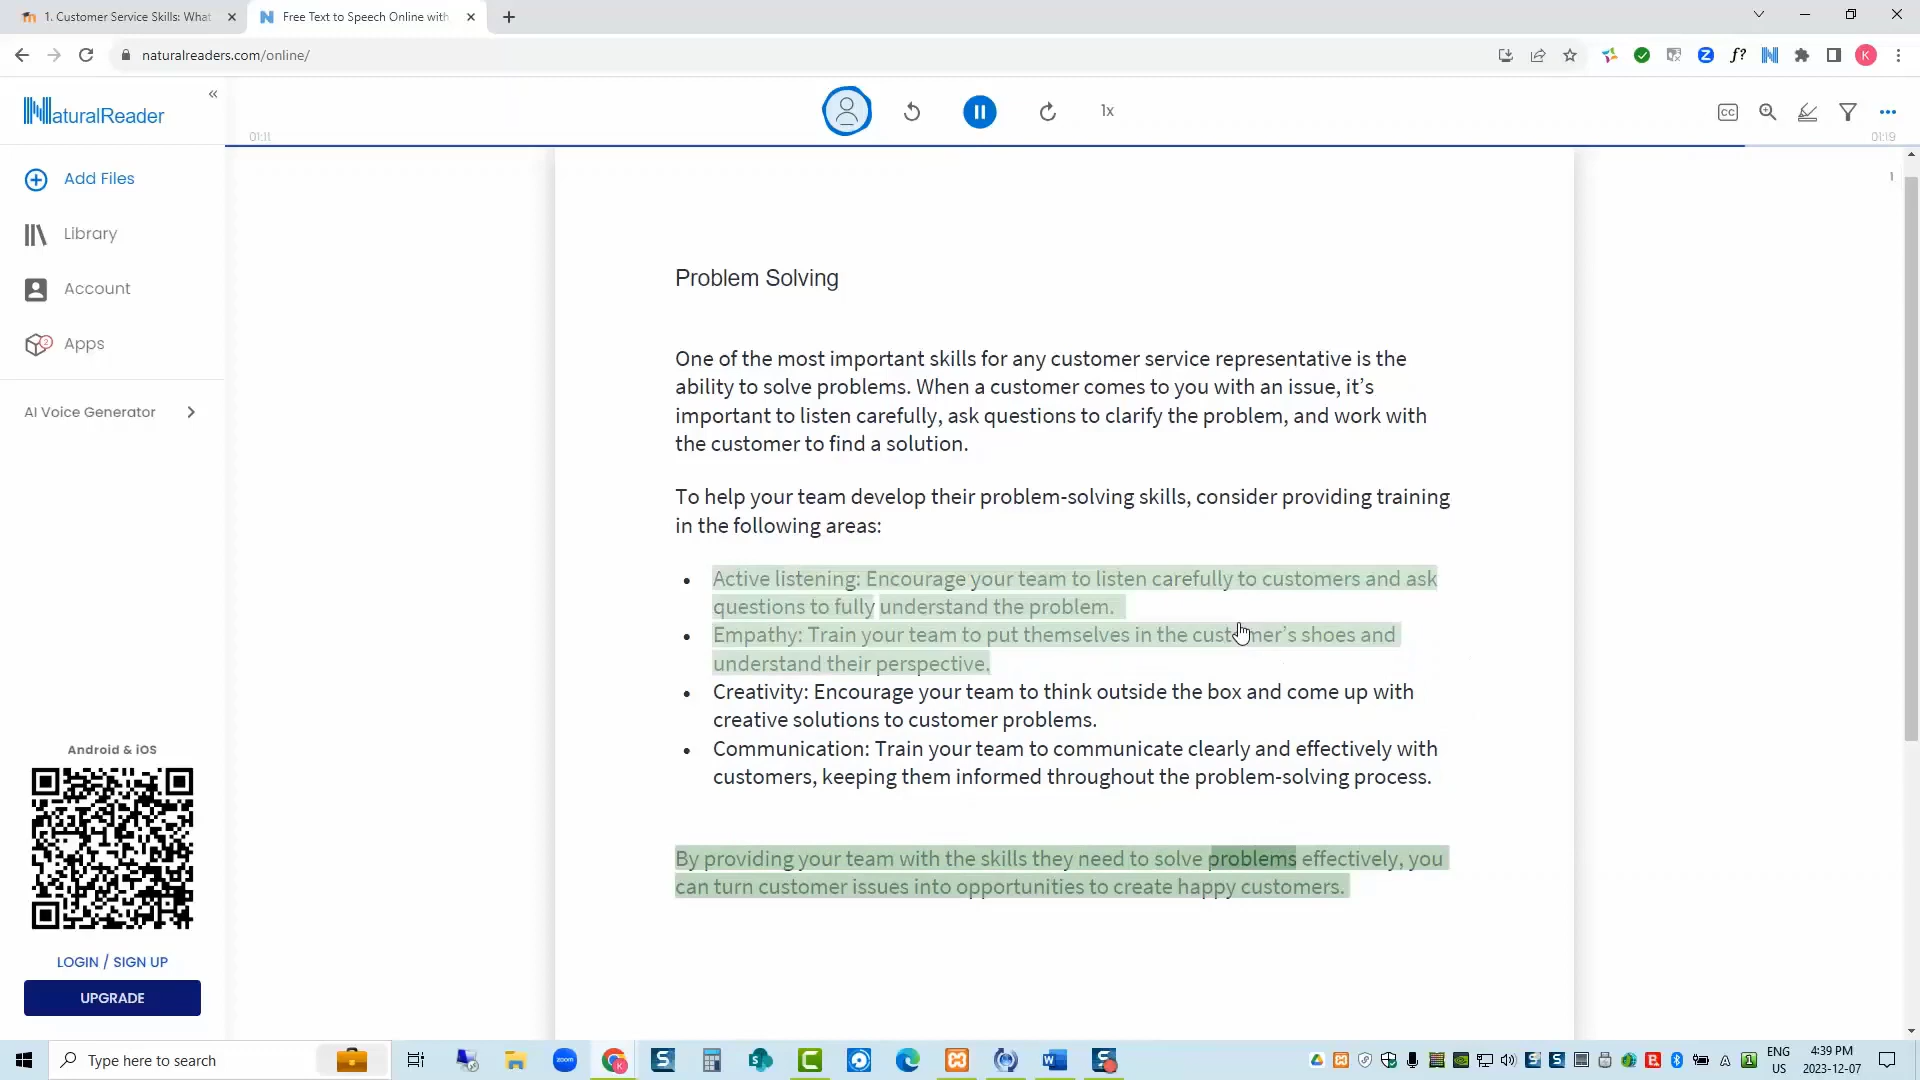 1. Customer Service Skills: What
Free Text to Speech Online with
naturalreaders.com/online/
f?
K
NaturalReader
01:11
1x
CC
01:19
1
Add Files
Library
Account
2
Apps
AI Voice Generator
Problem Solving
One of the most important skills for any customer service representative is the
ability to solve problems. When a customer comes to you with an issue, it’s
important to listen carefully, ask questions to clarify the problem, and work with
the customer to find a solution.
To help your team develop their problem-solving skills, consider providing training
in the following areas:
• Active listening: Encourage your team to listen carefully to customers and ask
questions to fully understand the problem.
• Empathy: Train your team to put themselves in the customer’s shoes and
understand their perspective.
• Creativity: Encourage your team to think outside the box and come up with
creative solutions to customer problems.
• Communication: Train your team to communicate clearly and effectively with
customers, keeping them informed throughout the problem-solving process.
By providing your team with the skills they need to solve problems effectively, you
can turn customer issues into opportunities to create happy customers.
Android & iOS
LOGIN / SIGN UP
UPGRADE
Type here to search
zoom
ENG
US
4:39 PM
2023-12-07